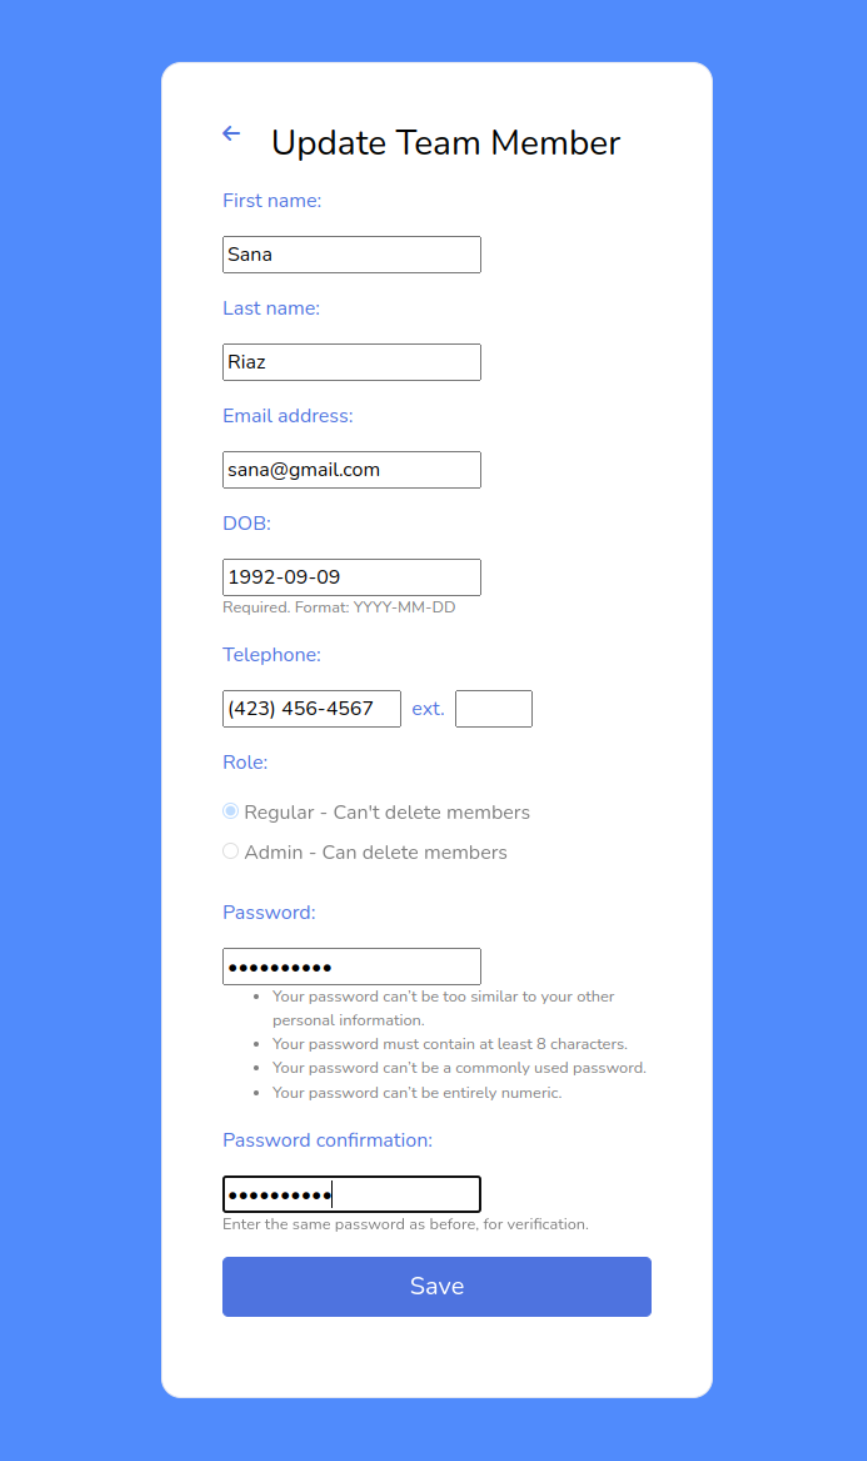 Update Team Member
First name:
Sana
Last name:
Riaz
Email address:
sana@gmail.com
DOB:
1992-09-09
Required. Format: YYYY-MM-DD
Telephone:
(423) 456-4567 ext.
Role:
Regular - Can't delete members
Admin - Can delete members
Password:
••••••••••
• Your password can’t be too similar to your other
personal information.
• Your password must contain at least 8 characters.
• Your password can’t be a commonly used password.
• Your password can’t be entirely numeric.
Password confirmation:
••••••••••
Enter the same password as before, for verification.
Save